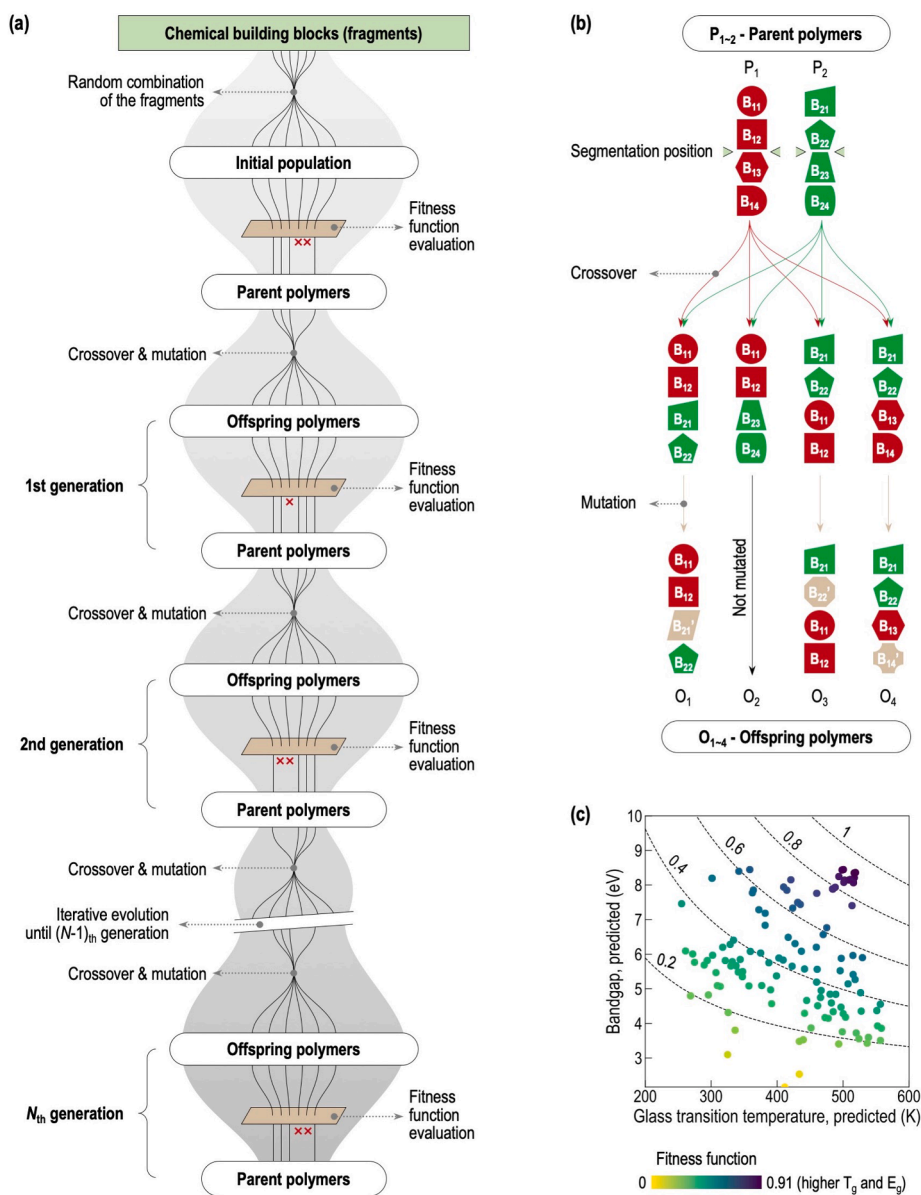 (a)
Chemical building blocks (fragments)
Random combination
of the fragments
Initial population
Fitness
function
evaluation
Parent polymers
Crossover & mutation
Offspring polymers
1st generation
Fitness
function
evaluation
Parent polymers
Crossover & mutation
Offspring polymers
2nd generation
Fitness
function
evaluation
Parent polymers
Crossover & mutation
Iterative evolution
until (N-1)th generation
Crossover & mutation
Offspring polymers
Nth generation
Fitness
function
evaluation
Parent polymers
(b)
P1~2 - Parent polymers
P1 P2
B11 B21
B12 B22
Segmentation position
B13 B23
B14 B24
Crossover
B11 B11 B21 B21
B12 B12 B22 B22
B21 B23 B11 B13
B22 B24 B12 B14
Mutation
Not mutated
B11 B21 B21
B12 B22' B22
B21' B11 B13
B22 B12 B14'
O1 O2 O3 O4
O1~4 - Offspring polymers
(c)
Bandgap, predicted (eV)
10
9
8
7
6
5
4
3
0.2
0.4
0.6
0.8
1
200 300 400 500 600
Glass transition temperature, predicted (K)
Fitness function
0 0.91 (higher Tg and Eg)